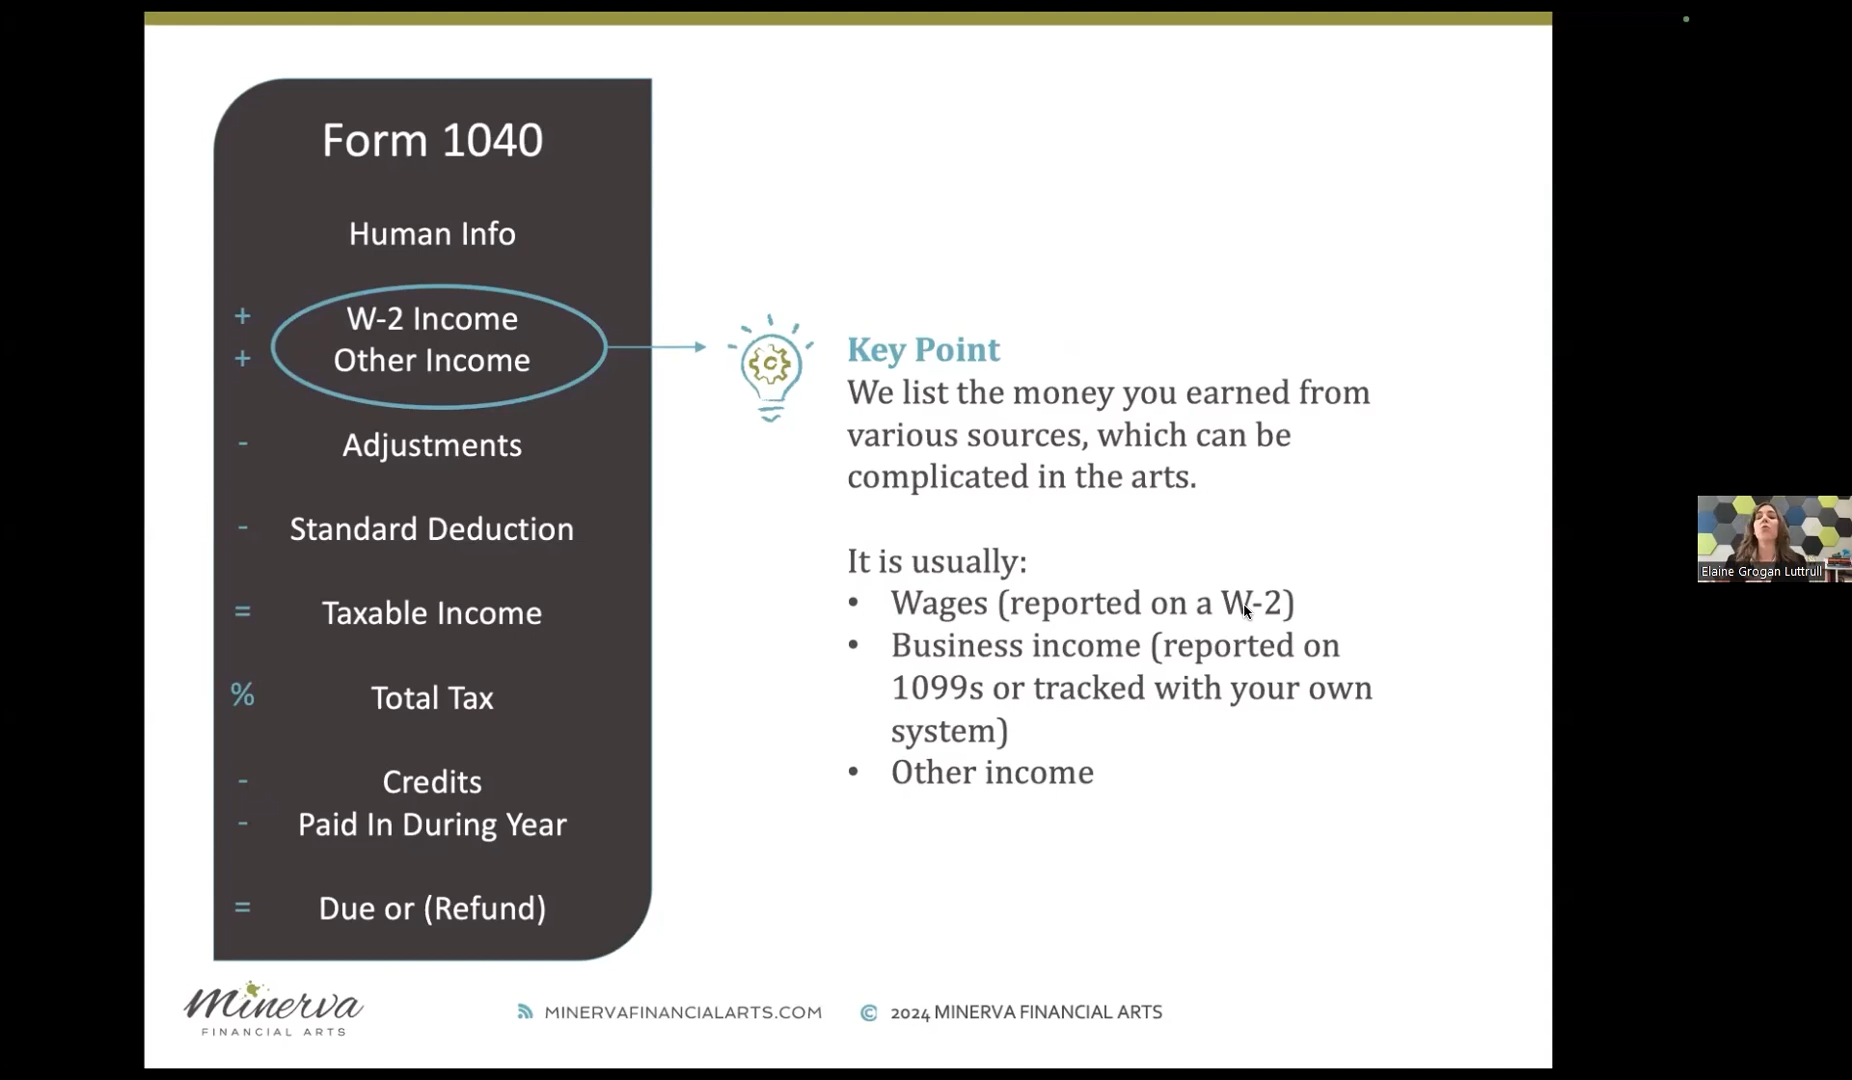 Form 1040
Human Info
+ W-2 Income
+ Other Income
- Adjustments
- Standard Deduction
= Taxable Income
% Total Tax
- Credits
- Paid In During Year
= Due or (Refund)
Key Point
We list the money you earned from
various sources, which can be
complicated in the arts.
It is usually:
• Wages (reported on a W-2)
• Business income (reported on
1099s or tracked with your own
system)
• Other income
Elaine Grogan Luttrull
Minerva
FINANCIAL ARTS
MINERVAFINANCIALARTS.COM
© 2024 MINERVA FINANCIAL ARTS